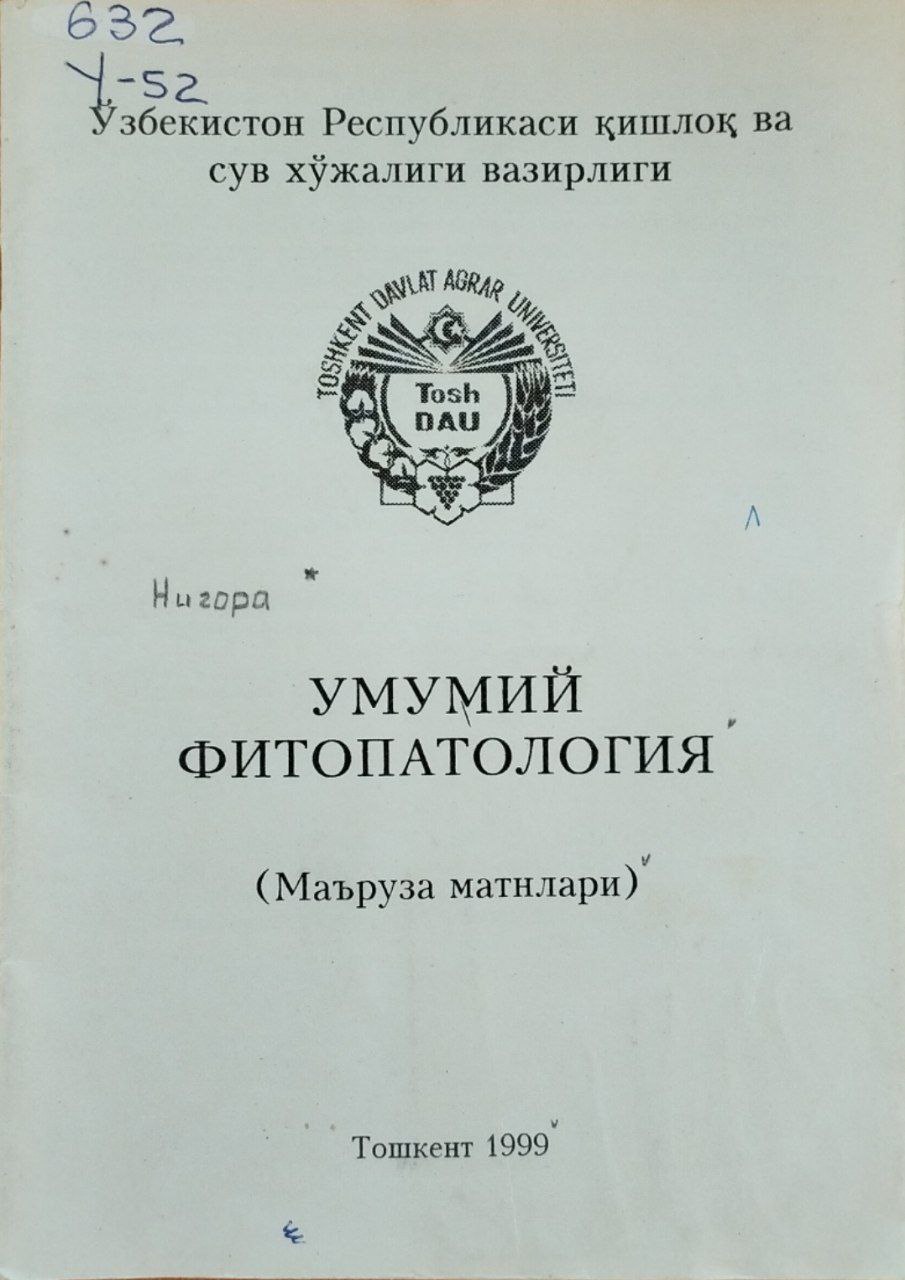 632
У-52
Ўзбекистон Республикаси қишлоқ ва
сув хўжалиги вазирлиги
TOSHKENT DAVLAT AGRAR UNIVERSITETI
Tosh
DAU
Нигора
УМУМИЙ
ФИТОПАТОЛОГИЯ
(Маъруза матнлари)
Тошкент 1999